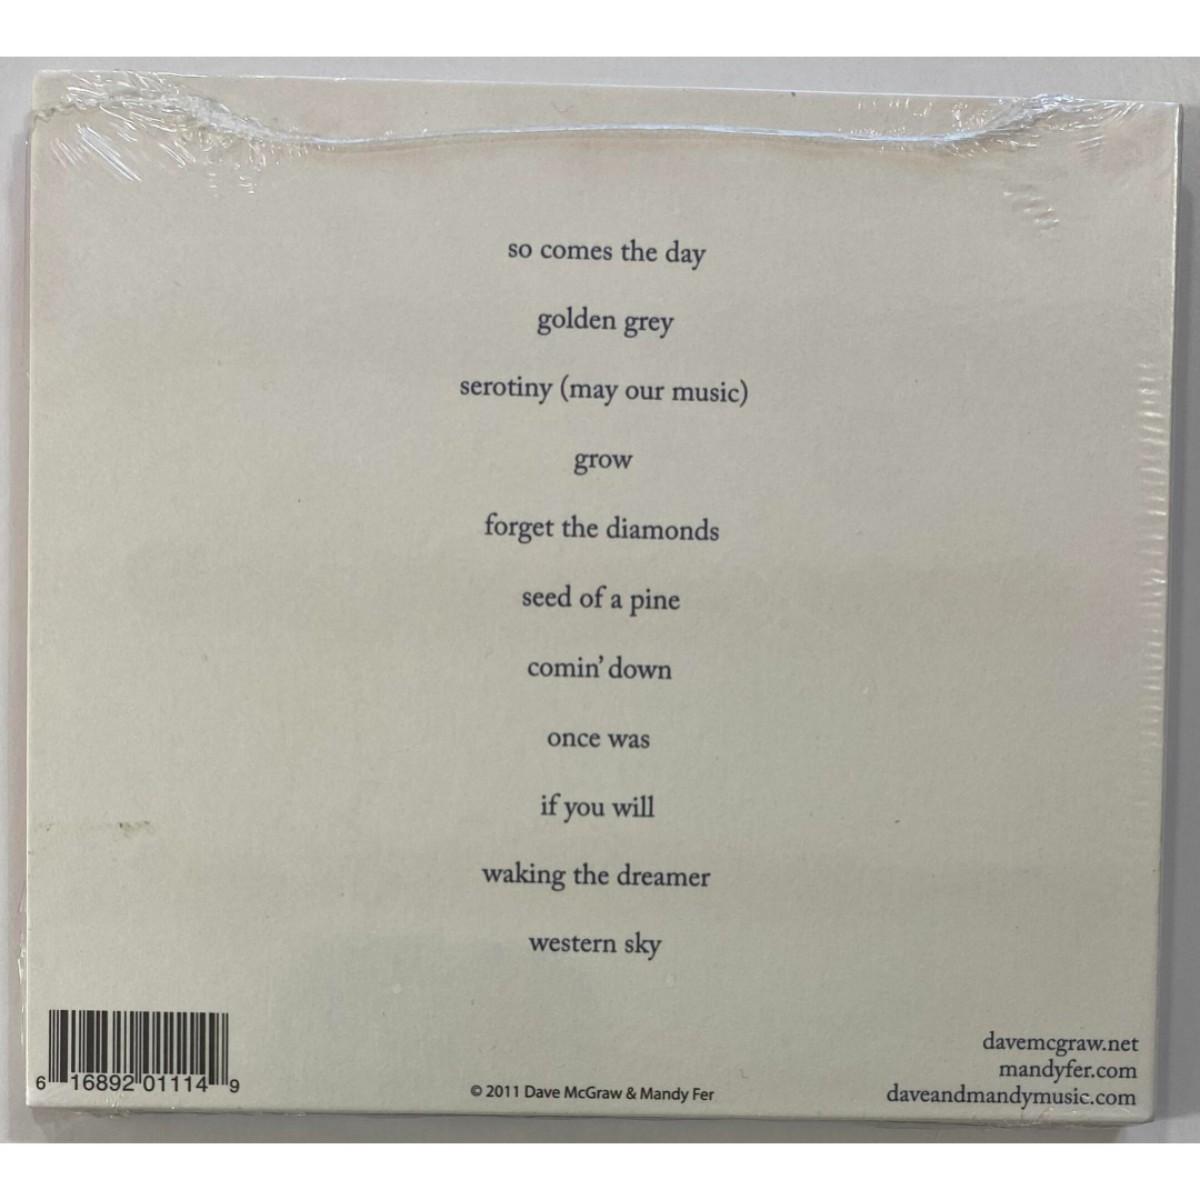 so comes the day
golden grey
serotiny (may our music)
grow
forget the diamonds
seed of a pine
comin' down
once was
if you will
waking the dreamer
western sky
6 16892 01114 9
© 2011 Dave McGraw & Mandy Fer
davemcgraw.net
mandyfer.com
daveandmandymusic.com